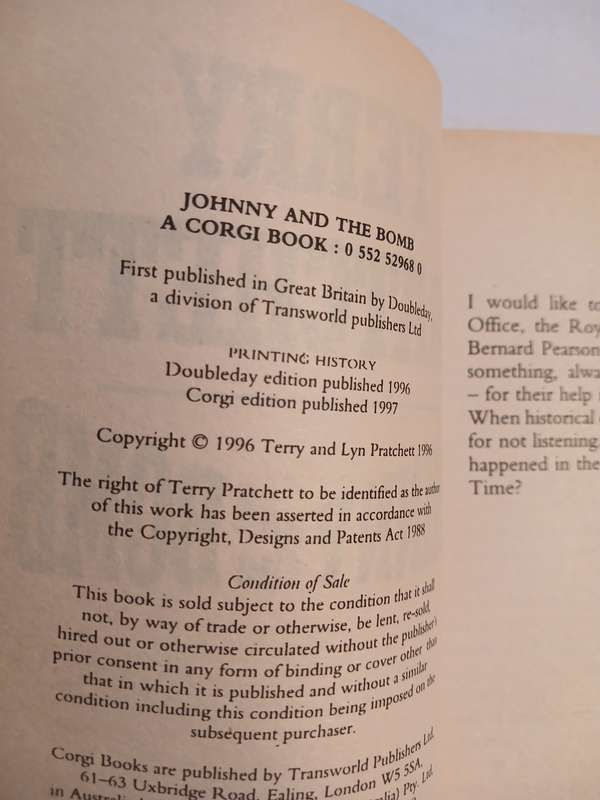 JOHNNY AND THE BOMB
A CORGI BOOK : 0 552 52968 0
First published in Great Britain by Doubleday,
a division of Transworld publishers Ltd
PRINTING HISTORY
Doubleday edition published 1996
Corgi edition published 1997
Copyright © 1996 Terry and Lyn Pratchett 1996
The right of Terry Pratchett to be identified as the author
of this work has been asserted in accordance with
the Copyright, Designs and Patents Act 1988
Condition of Sale
This book is sold subject to the condition that it shall
not, by way of trade or otherwise, be lent, re-sold,
hired out or otherwise circulated without the publisher's
prior consent in any form of binding or cover other than
that in which it is published and without a similar
condition including this condition being imposed on the
subsequent purchaser.
Corgi Books are published by Transworld Publishers Ltd,
61–63 Uxbridge Road, Ealing, London W5 5SA,
in Pty. Ltd,
I would like to
Office, the Roy
Bernard Pearson
something, alwa
– for their help
When historical
for not listening
happened in the
Time?